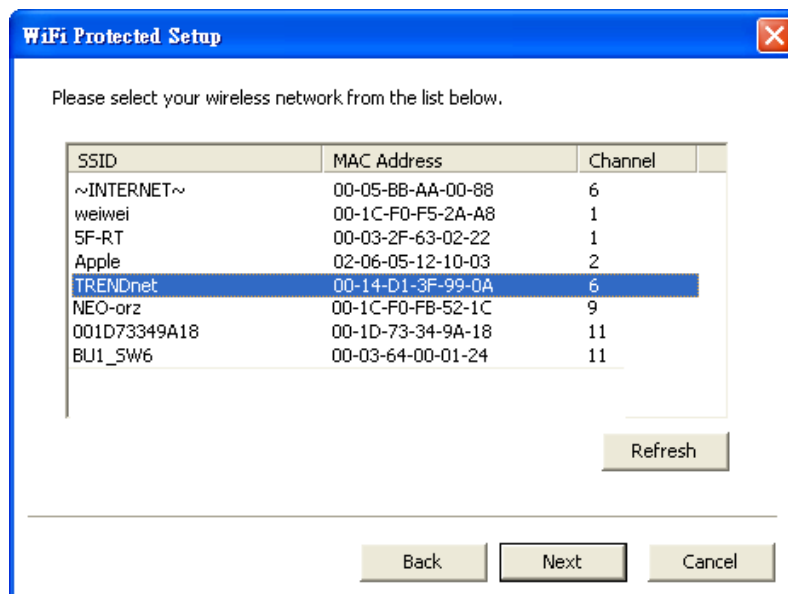 WiFi Protected Setup
Please select your wireless network from the list below.
SSID MAC Address Channel
~INTERNET~ 00-05-BB-AA-00-88 6
weiwei 00-1C-F0-F5-2A-A8 1
5F-RT 00-03-2F-63-02-22 1
Apple 02-06-05-12-10-03 2
TRENDnet 00-14-D1-3F-99-0A 6
NEO-orz 00-1C-F0-FB-52-1C 9
001D73349A18 00-1D-73-34-9A-18 11
BU1_SW6 00-03-64-00-01-24 11
Refresh
Back Next Cancel